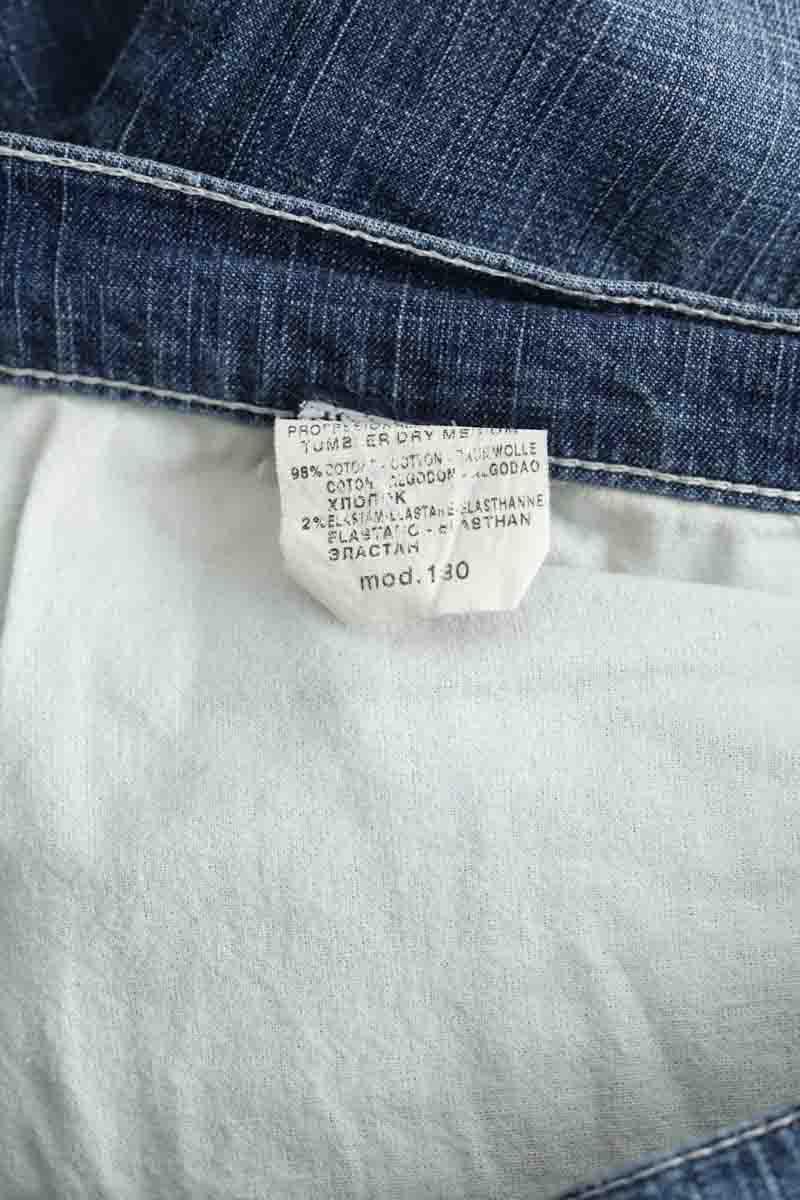 TUMBLER DRY MEDIUM
98% COTONE - COTTON - BAUMWOLLE
COTON - ALGODON - ALGODAO
ХЛОПОК
2% ELASTAM-ELASTANE-ELASTHANNE
ELASTANO - ELASTHAN
ЭЛАСТАН
mod.130